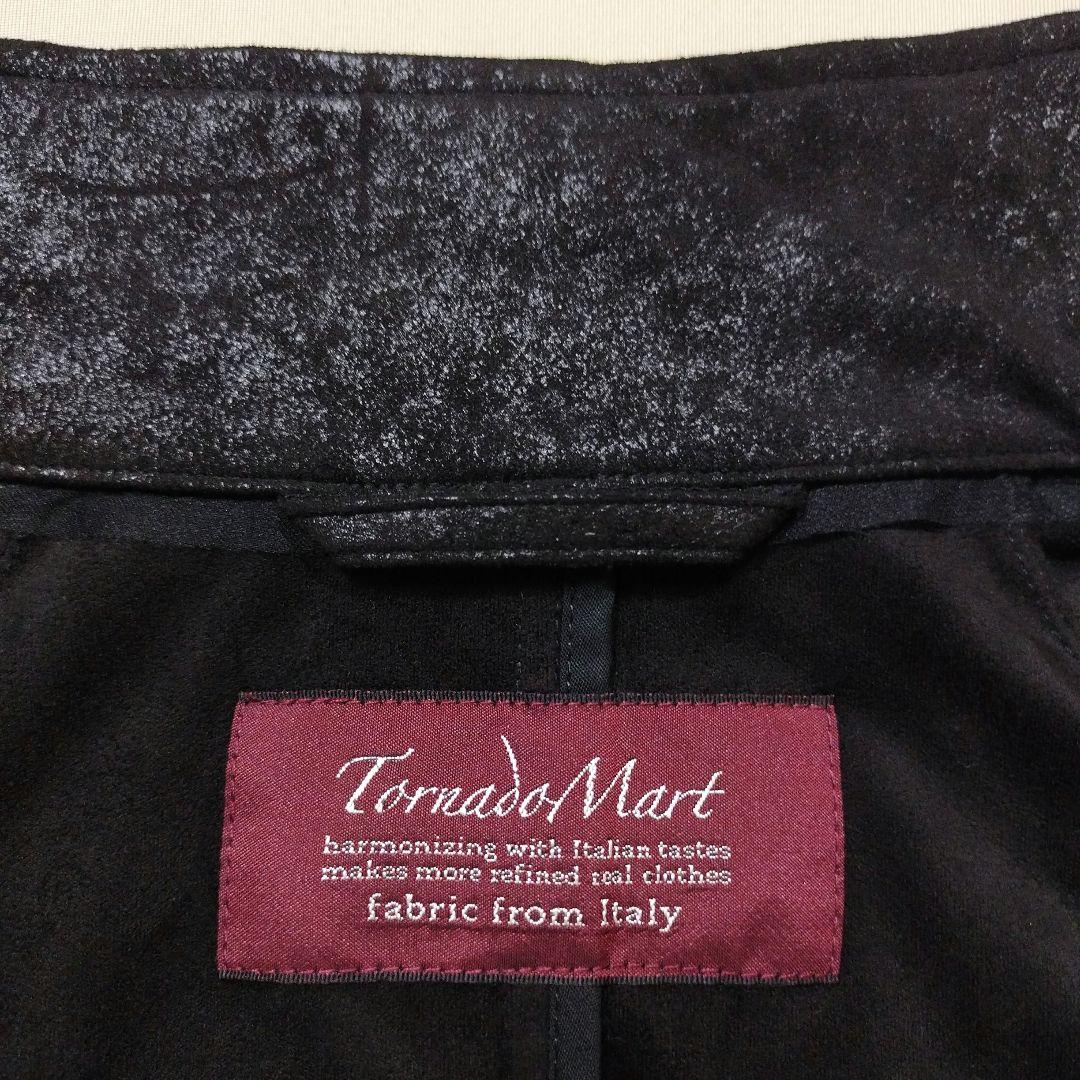 TornadoMart
harmonizing with Italian tastes
makes more refined real clothes
fabric from Italy